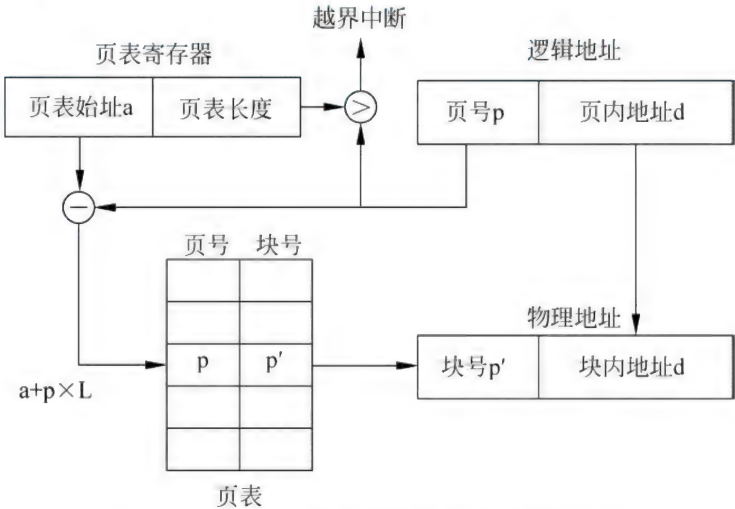 越界中断
页表寄存器
逻辑地址
页表始址a 页表长度
>
页号p 页内地址d
−
页号 块号
物理地址
p p′
块号p′ 块内地址d
a+p×L
页表